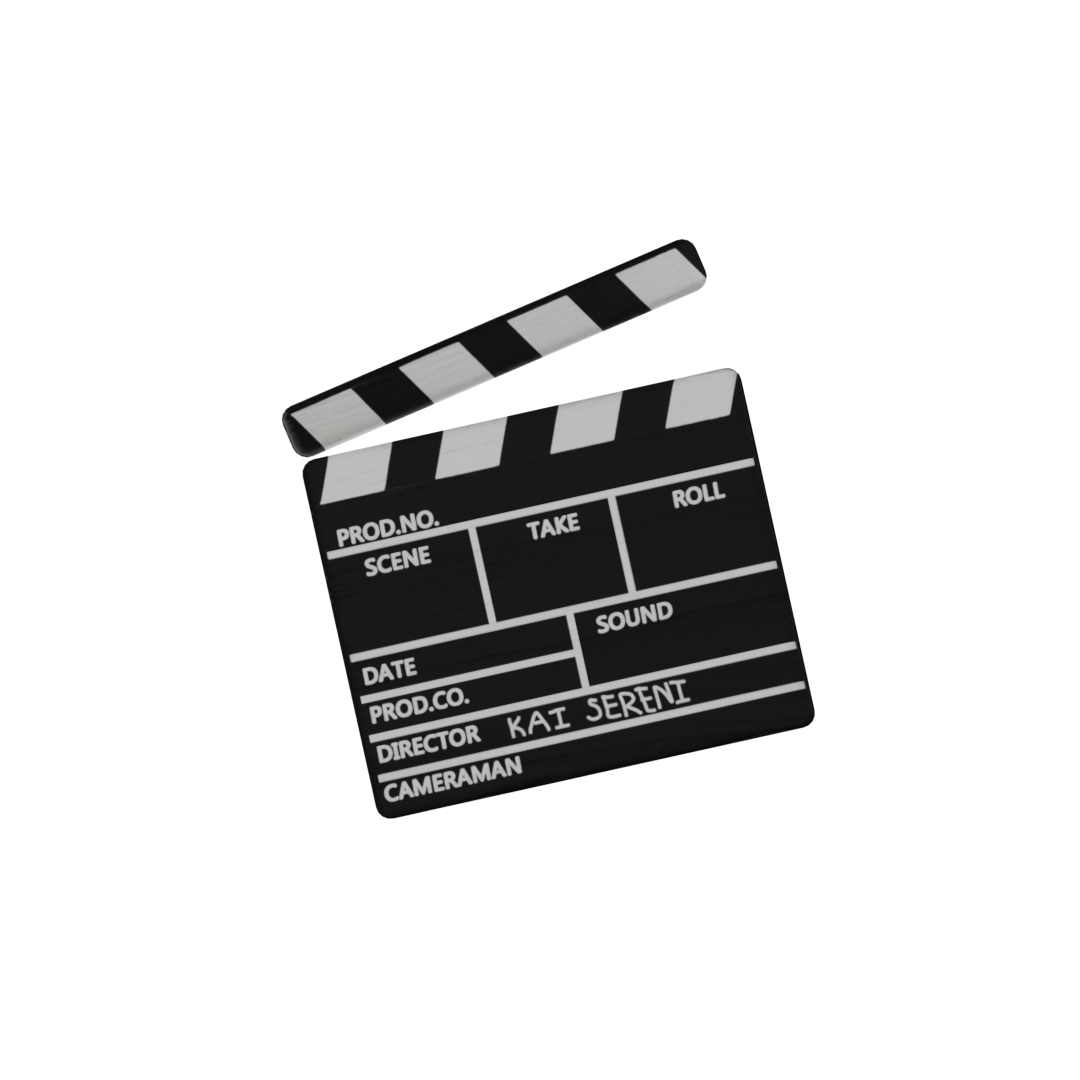 PROD.NO.
SCENE TAKE ROLL
DATE SOUND
PROD.CO.
DIRECTOR KAI SERENI
CAMERAMAN